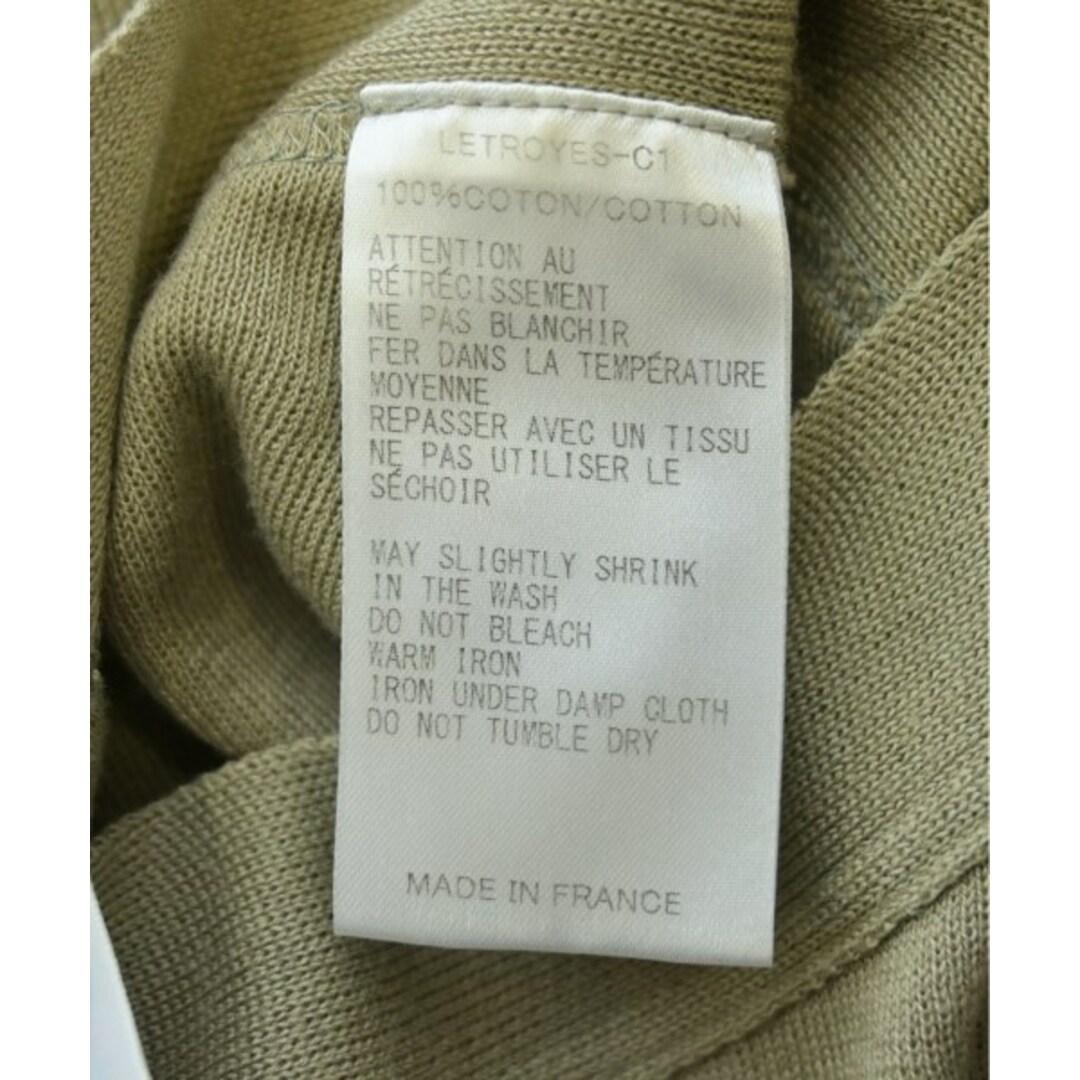 LETROYES-C1
100%COTON/COTTON
ATTENTION AU
RÉTRÉCISSEMENT
NE PAS BLANCHIR
FER DANS LA TEMPÉRATURE
MOYENNE
REPASSER AVEC UN TISSU
NE PAS UTILISER LE
SÉCHOIR
MAY SLIGHTLY SHRINK
IN THE WASH
DO NOT BLEACH
WARM IRON
IRON UNDER DAMP CLOTH
DO NOT TUMBLE DRY
MADE IN FRANCE